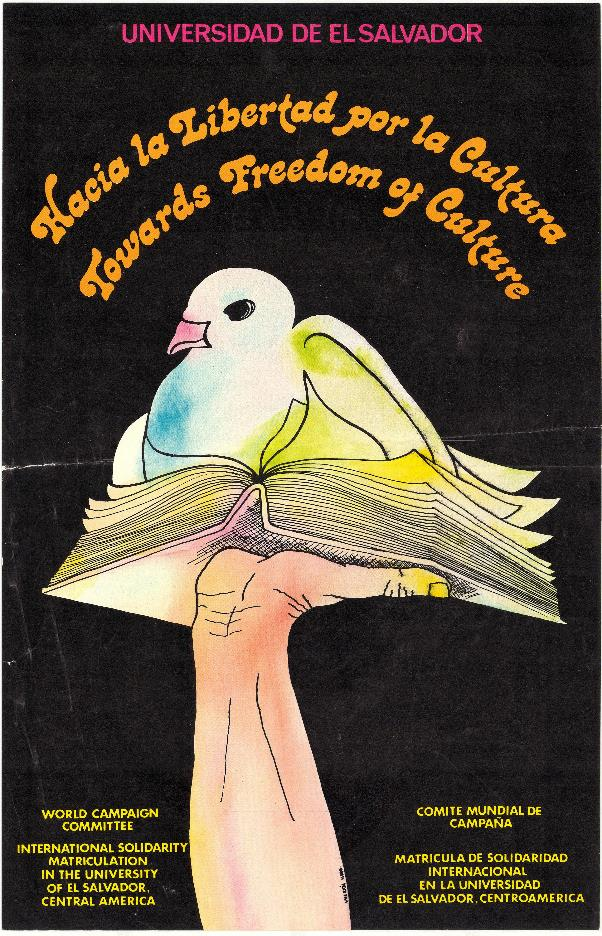 UNIVERSIDAD DE EL SALVADOR
Hacia la Libertad por la Cultura
Towards Freedom of Culture
WORLD CAMPAIGN
COMMITTEE
INTERNATIONAL SOLIDARITY
MATRICULATION
IN THE UNIVERSITY
OF EL SALVADOR,
CENTRAL AMERICA
COMITE MUNDIAL DE
CAMPAÑA
MATRICULA DE SOLIDARIDAD
INTERNACIONAL
EN LA UNIVERSIDAD
DE EL SALVADOR, CENTROAMERICA